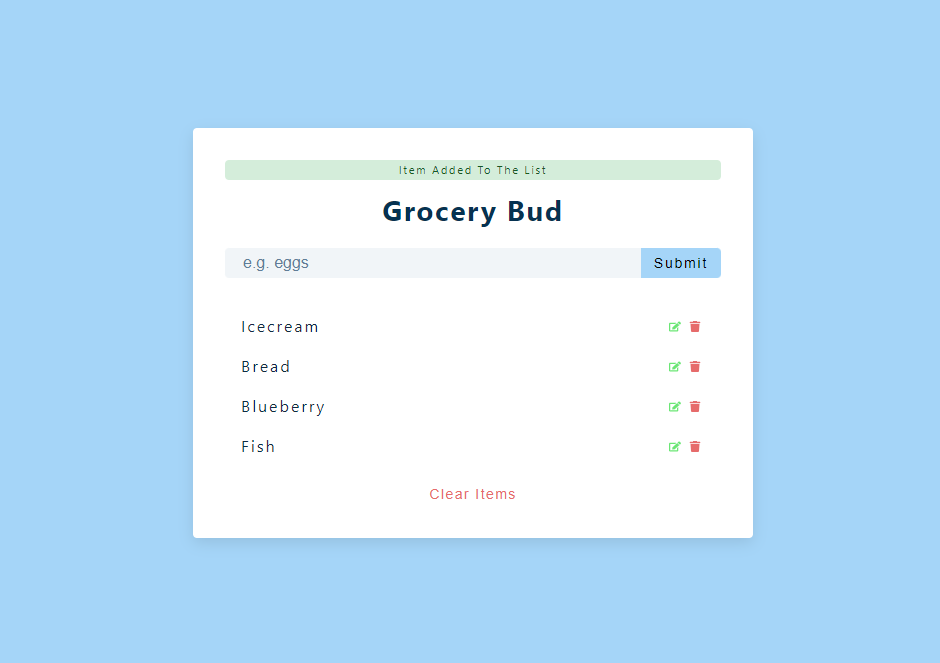 Item Added To The List
Grocery Bud
e.g. eggs
Submit
Icecream
Bread
Blueberry
Fish
Clear Items